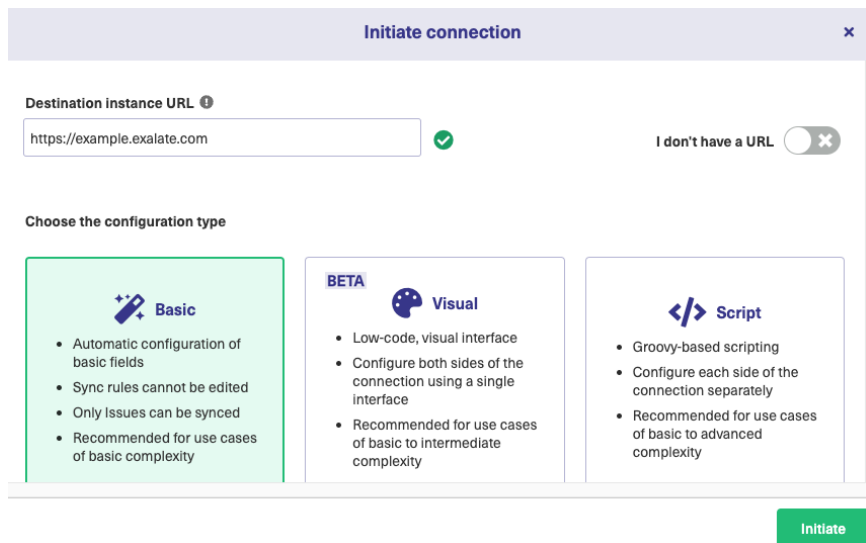 Initiate connection
Destination instance URL
https://example.exalate.com
I don't have a URL
Choose the configuration type
Basic
• Automatic configuration of
basic fields
• Sync rules cannot be edited
• Only Issues can be synced
• Recommended for use cases
of basic complexity
BETA
Visual
• Low-code, visual interface
• Configure both sides of the
connection using a single
interface
• Recommended for use cases
of basic to intermediate
complexity
Script
• Groovy-based scripting
• Configure each side of the
connection separately
• Recommended for use cases
of basic to advanced
complexity
Initiate